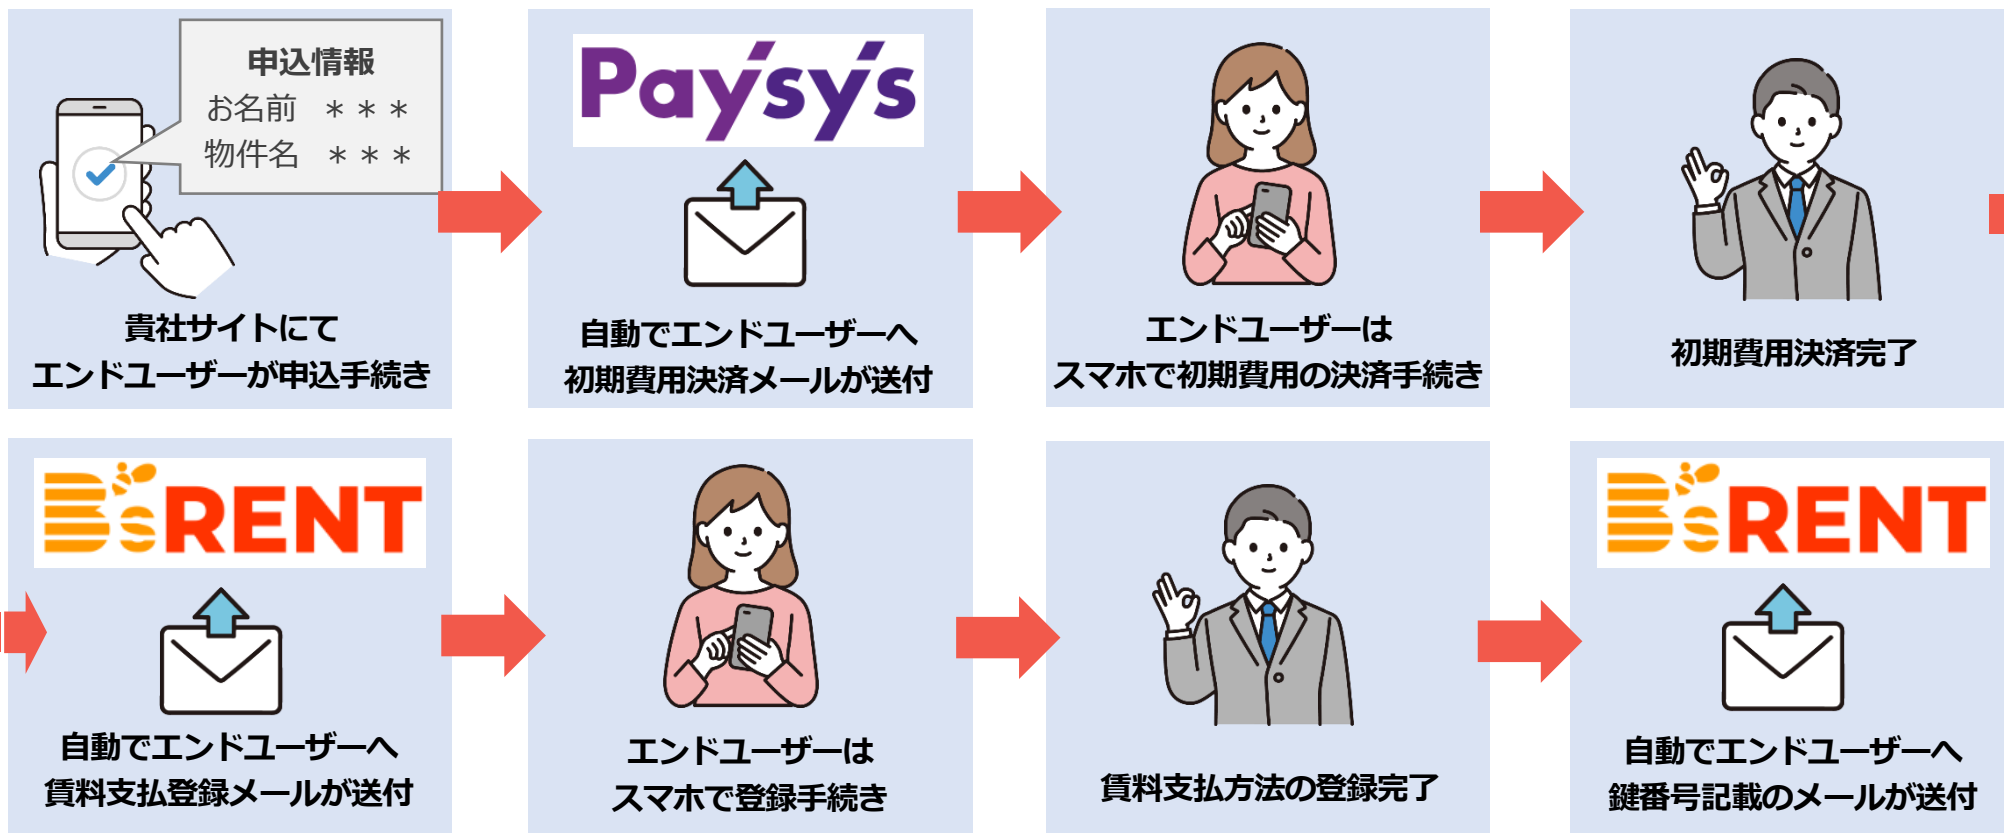 申込情報
お名前　＊＊＊
物件名　＊＊＊
貴社サイトにて
エンドユーザーが申込手続き
Paysys
自動でエンドユーザーへ
初期費用決済メールが送付
エンドユーザーは
スマホで初期費用の決済手続き
初期費用決済完了
B's RENT
自動でエンドユーザーへ
賃料支払登録メールが送付
エンドユーザーは
スマホで登録手続き
賃料支払方法の登録完了
B's RENT
自動でエンドユーザーへ
鍵番号記載のメールが送付